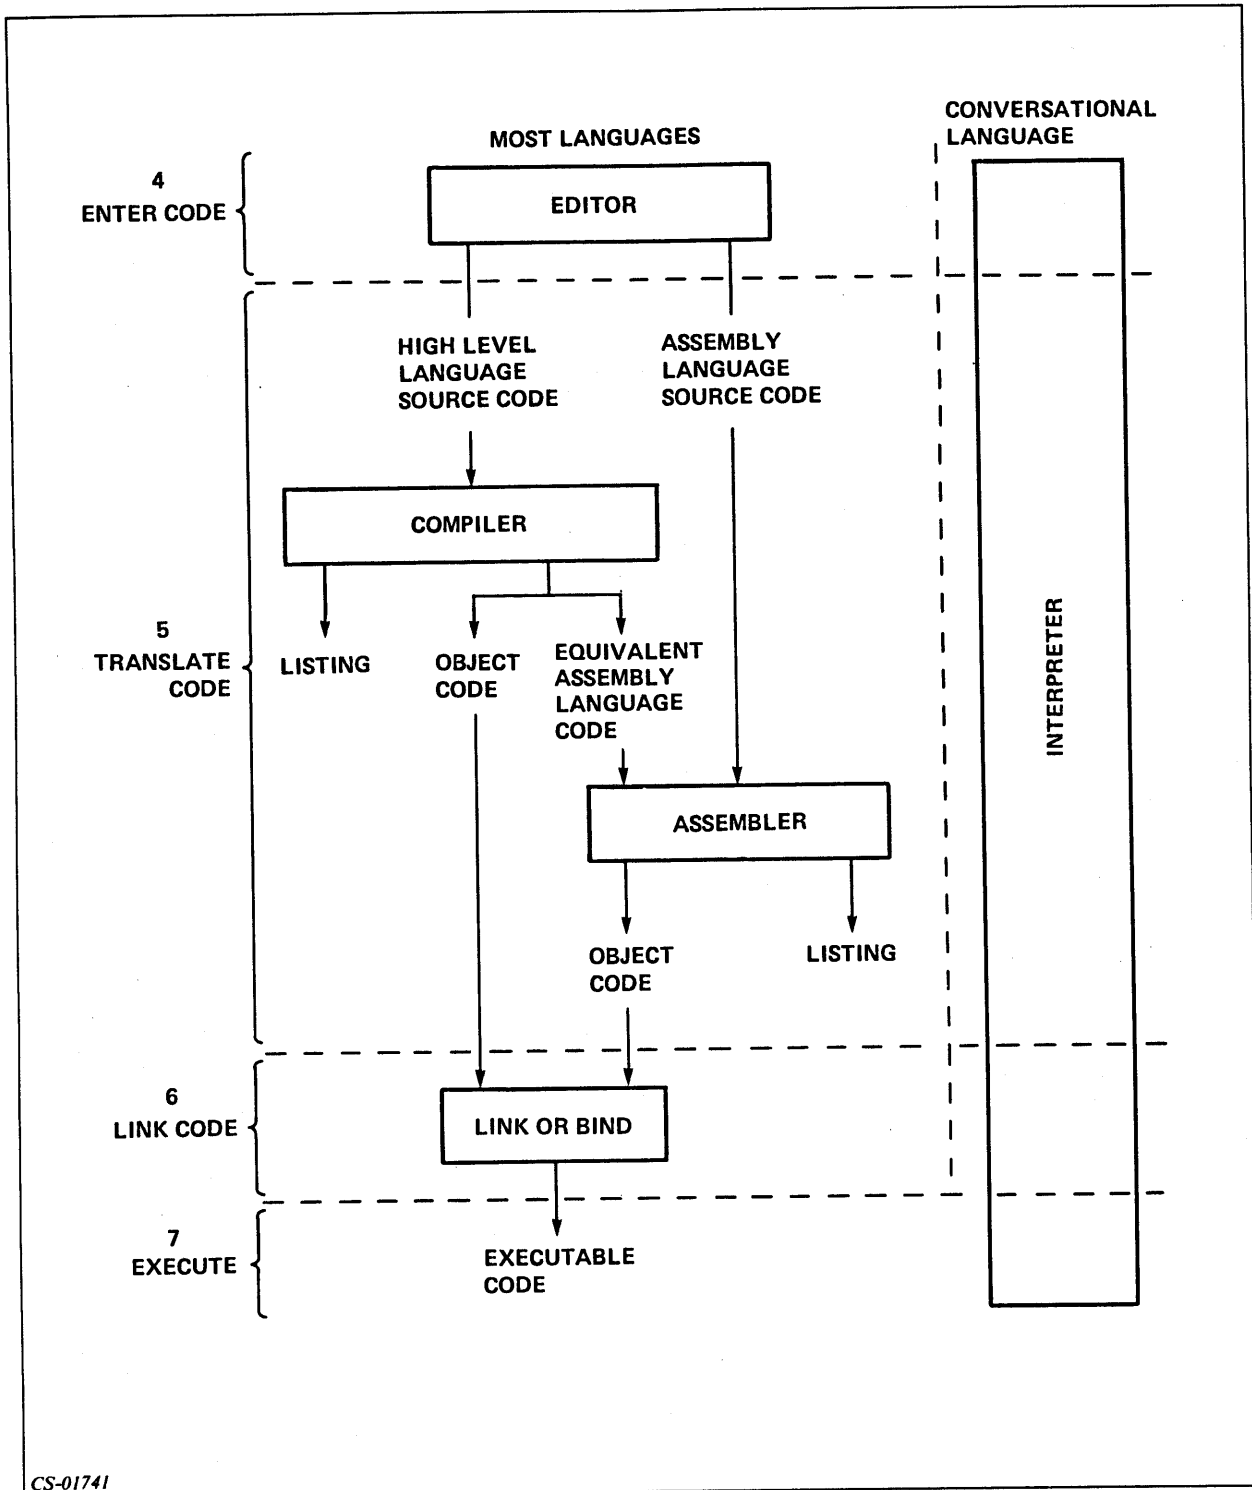 CONVERSATIONAL
LANGUAGE
MOST LANGUAGES
4
ENTER CODE
EDITOR
HIGH LEVEL
LANGUAGE
SOURCE CODE
ASSEMBLY
LANGUAGE
SOURCE CODE
COMPILER
5
TRANSLATE
CODE
LISTING
OBJECT
CODE
EQUIVALENT
ASSEMBLY
LANGUAGE
CODE
INTERPRETER
ASSEMBLER
OBJECT
CODE
LISTING
6
LINK CODE
LINK OR BIND
7
EXECUTE
EXECUTABLE
CODE
CS-01741